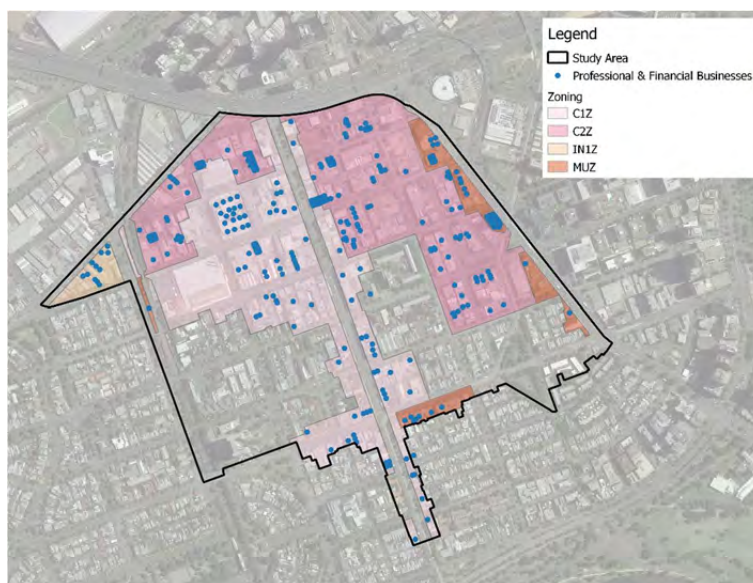 Legend
Study Area
Professional & Financial Businesses
Zoning
C1Z
C2Z
IN1Z
MUZ